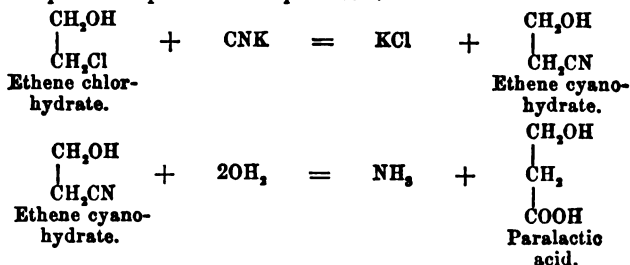 CH₂OH CH₂OH
+ CNK = KCl +
CH₂Cl CH₂CN
Ethene chlor- Ethene cyano-
hydrate. hydrate.
CH₂OH
CH₂OH
+ 2OH₂ = NH₃ + CH₂
CH₂CN
Ethene cyano- COOH
hydrate. Paralactic
acid.